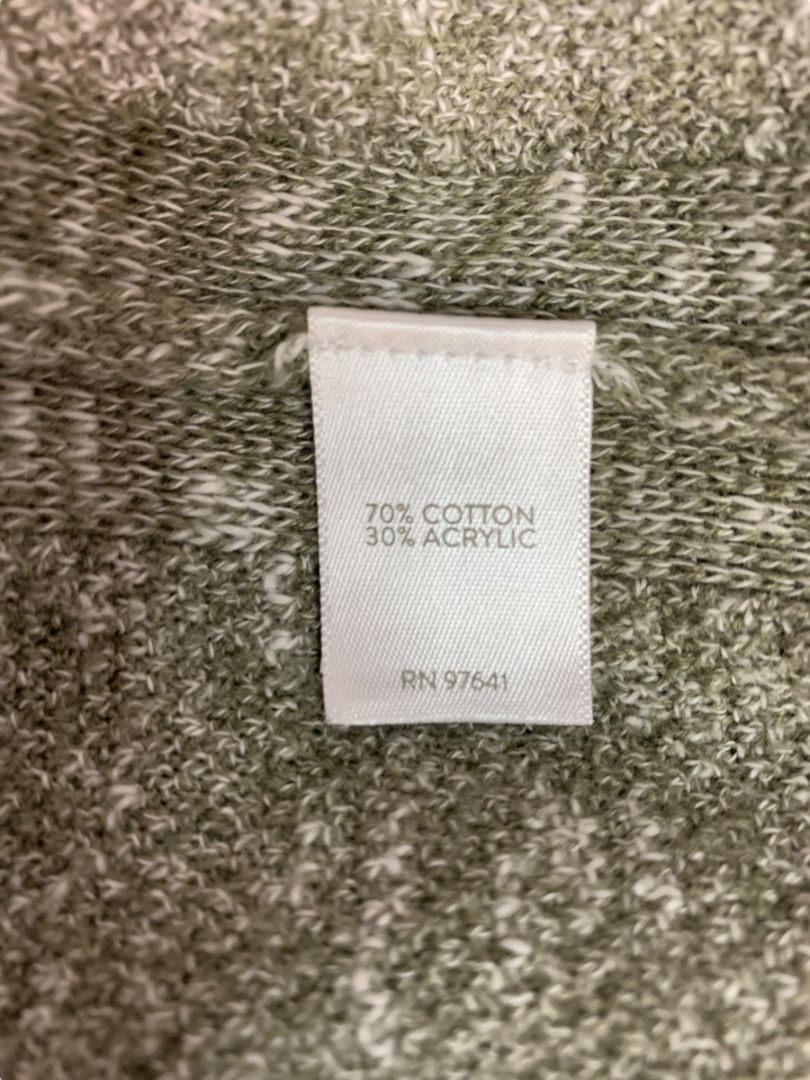 70% COTTON
30% ACRYLIC
RN 97641